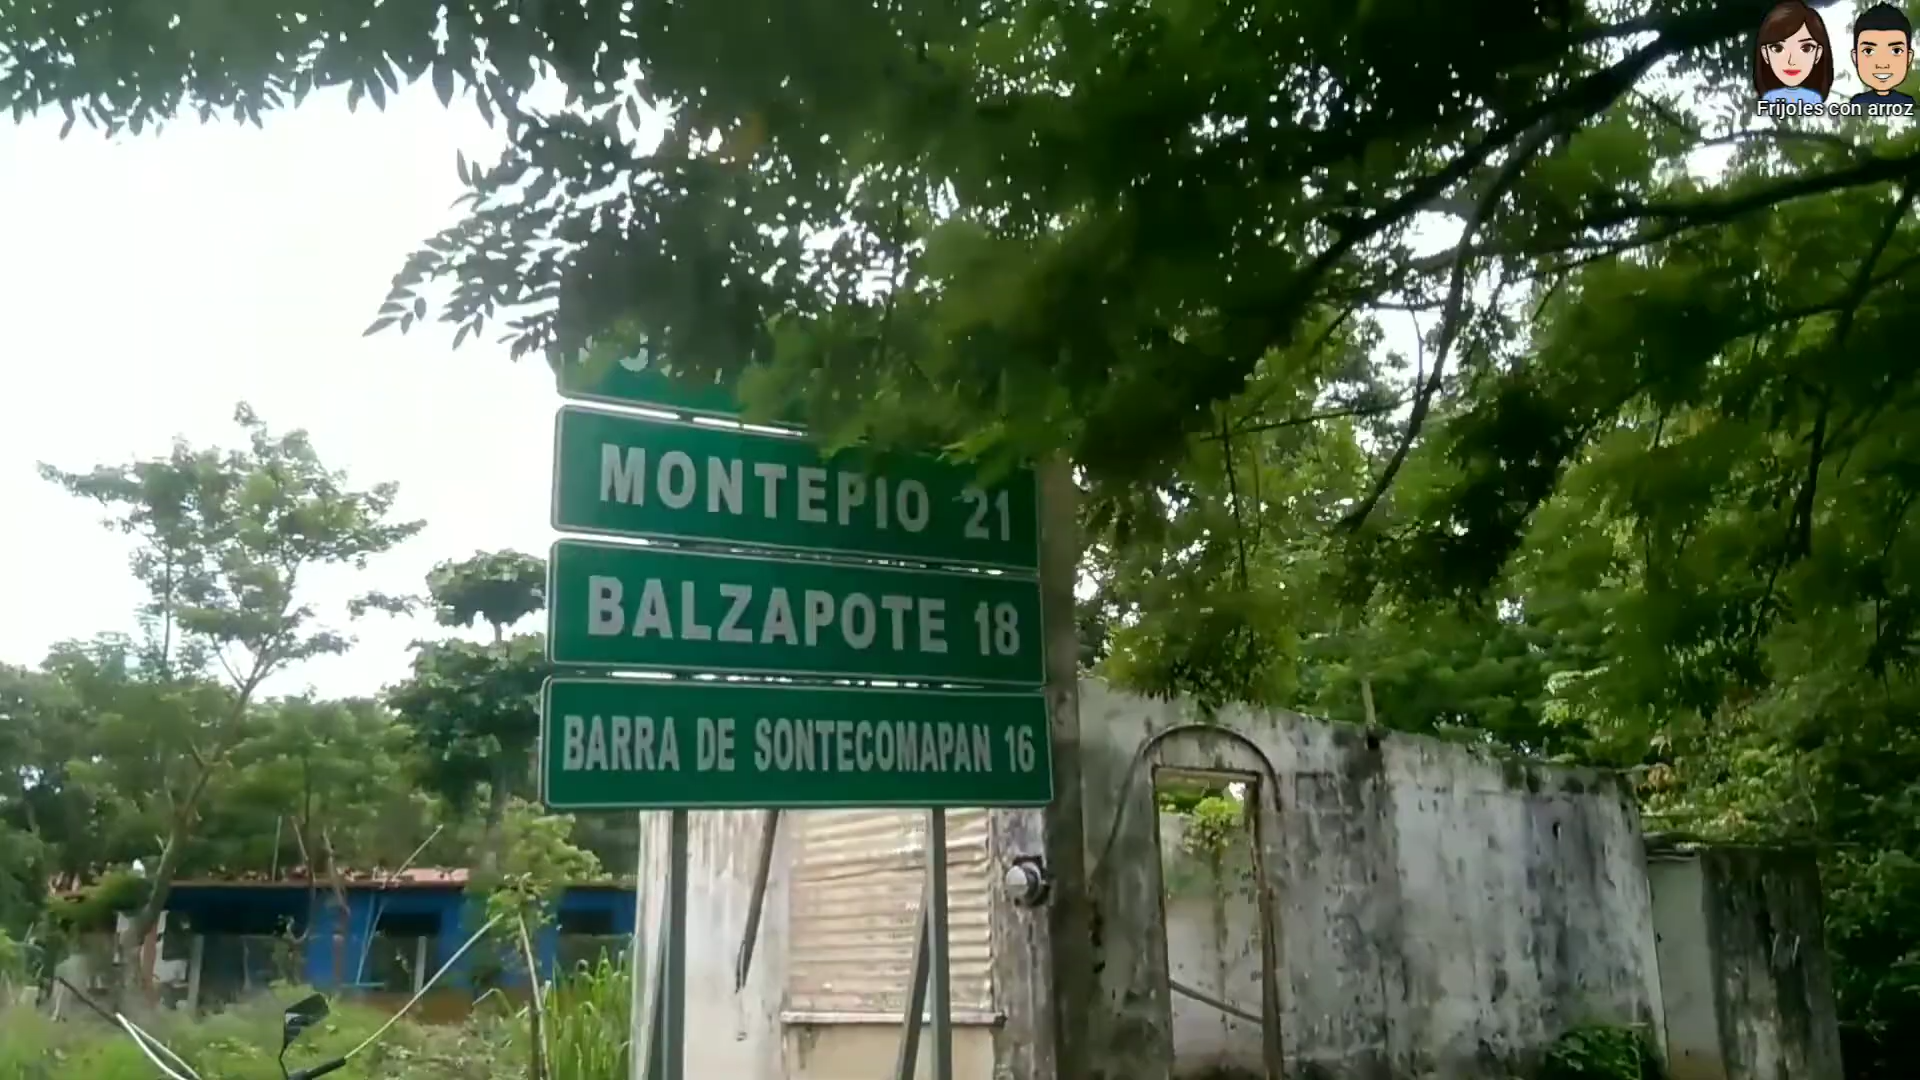 Frijoles con arroz
MONTEPIO 21
BALZAPOTE 18
BARRA DE SONTECOMAPAN 16